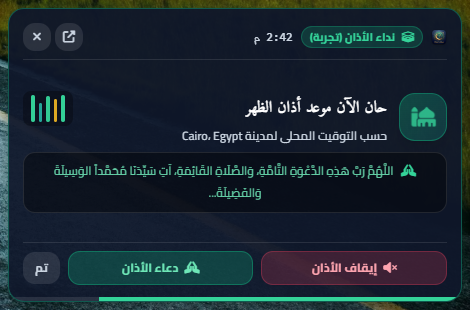 نداء الأذان (تجربة)
2:42 م
حان الآن موعد أذان الظهر
حسب التوقيت المحلي لمدينة Cairo، Egypt
اللَّهُمَّ رَبَّ هَذِهِ الدَّعْوَةِ التَّامَّةِ، وَالصَّلَاةِ القَائِمَةِ، آتِ سَيِّدَنَا مُحَمَّداً الوَسِيلَةَ
وَالفَضِيلَةَ...
إيقاف الأذان
دعاء الأذان
تم